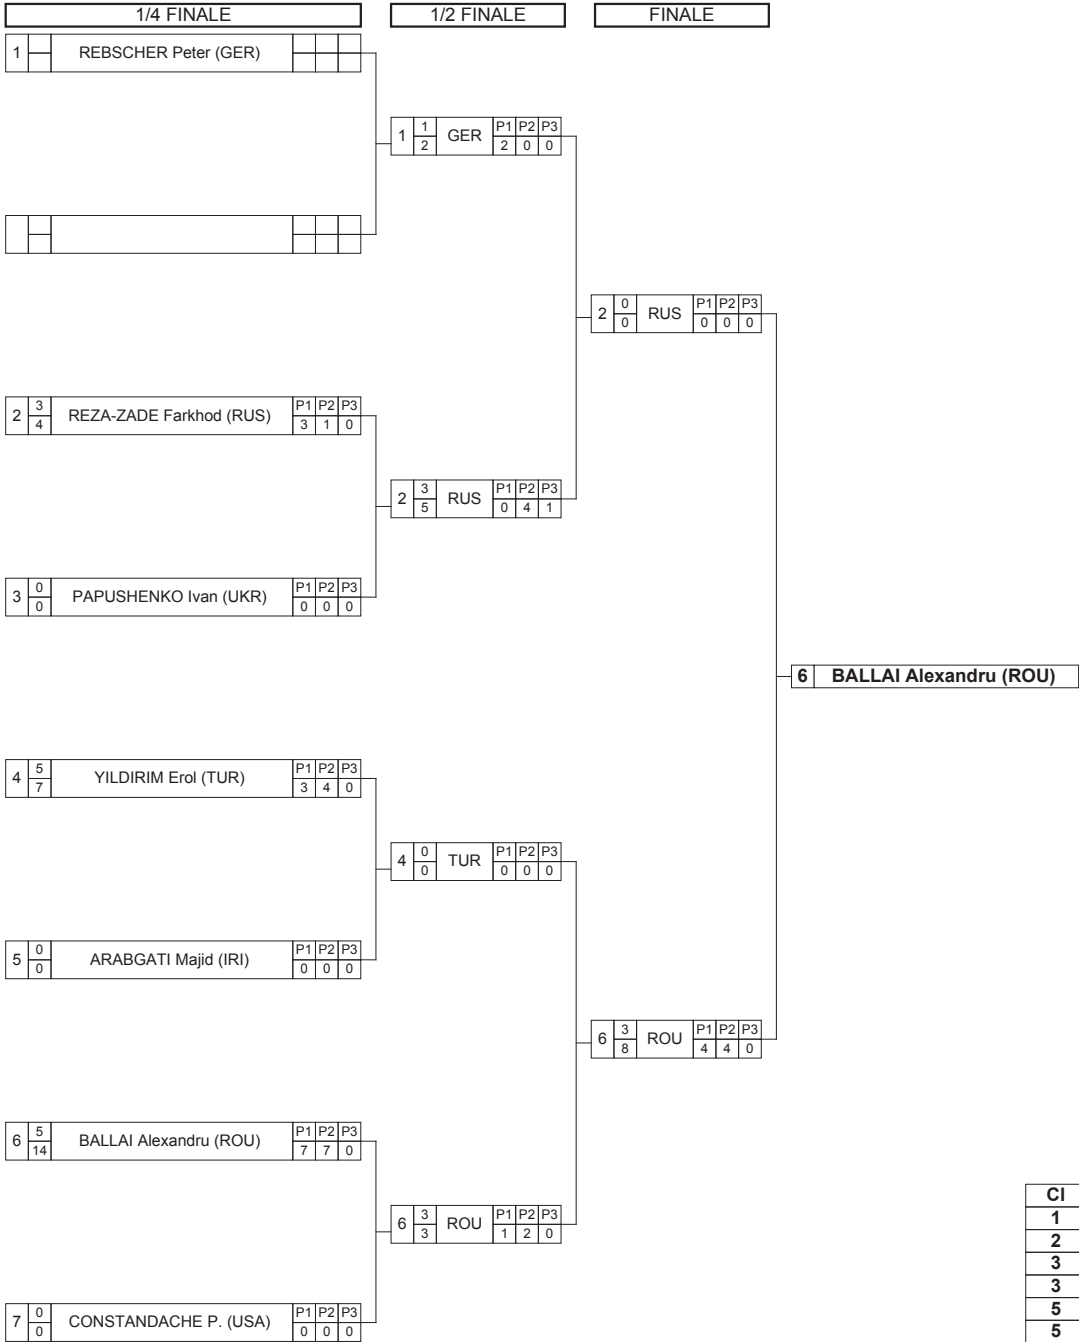 1/4 FINALE 1/2 FINALE FINALE
1 REBSCHER Peter (GER)
1 1 GER P1 P2 P3
2 2 0 0
2 0 RUS P1 P2 P3
0 0 0 0
2 3 REZA-ZADE Farkhod (RUS) P1 P2 P3
4 3 1 0
2 3 RUS P1 P2 P3
5 0 4 1
3 0 PAPUSHENKO Ivan (UKR) P1 P2 P3
0 0 0 0
6 BALLAI Alexandru (ROU)
4 5 YILDIRIM Erol (TUR) P1 P2 P3
7 3 4 0
4 0 TUR P1 P2 P3
0 0 0 0
5 0 ARABGATI Majid (IRI) P1 P2 P3
0 0 0 0
6 3 ROU P1 P2 P3
8 4 4 0
6 5 BALLAI Alexandru (ROU) P1 P2 P3
14 7 7 0
6 3 ROU P1 P2 P3
3 1 2 0
7 0 CONSTANDACHE P. (USA) P1 P2 P3
0 0 0 0
Cl
1
2
3
3
5
5